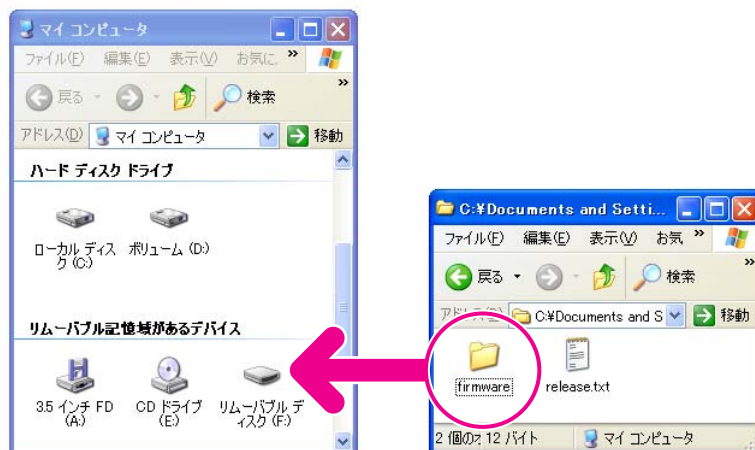 マイ コンピュータ
ファイル(F) 編集(E) 表示(V) お気に »
戻る 検索 »
アドレス(D) マイ コンピュータ 移動
ハード ディスク ドライブ
ローカル ディス
ク (C:)
ボリューム (D:)
リムーバブル記憶域があるデバイス
3.5 インチ FD
(A:)
CD ドライブ
(E:)
リムーバブル デ
ィスク (F:)
C:¥Documents and Setti...
ファイル(F) 編集(E) 表示(V) お気 »
戻る 検索 »
C:¥Documents and S 移動
firmware
release.txt
2 個のオ 12 バイト マイ コンピュータ